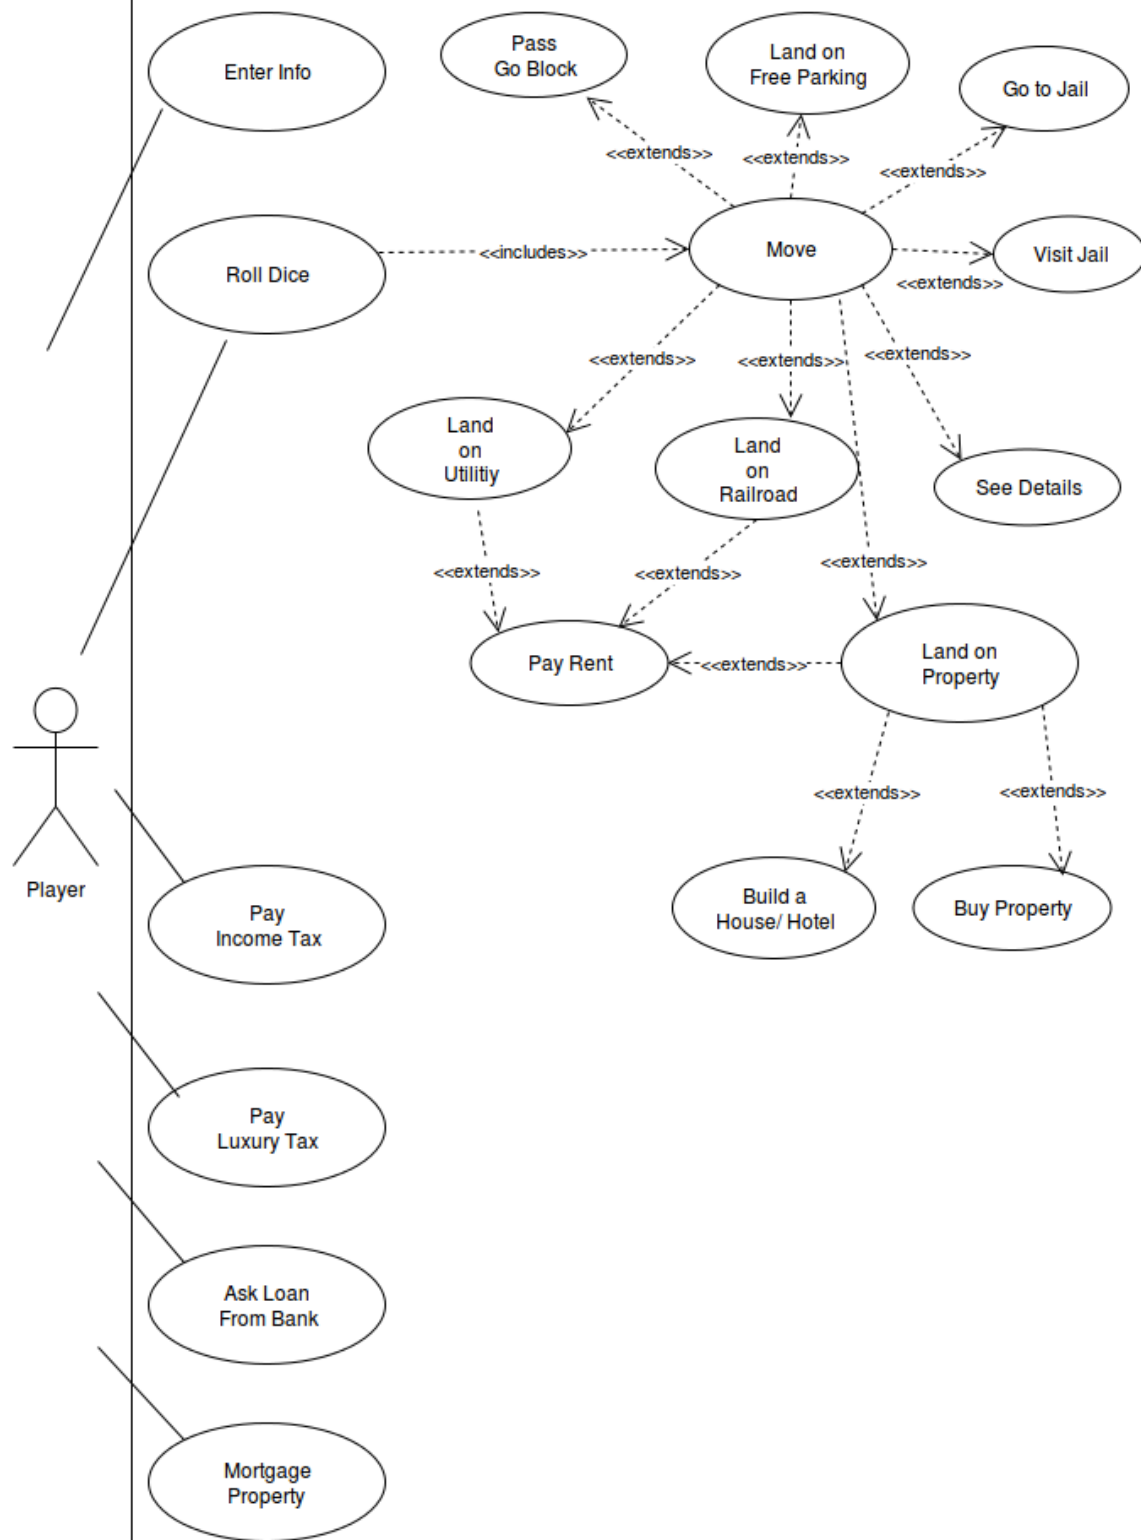 Enter Info
Pass
Go Block
Land on
Free Parking
Go to Jail
<<extends>>
<<extends>>
<<extends>>
Roll Dice
<<includes>>
Move
Visit Jail
<<extends>>
<<extends>>
<<extends>>
<<extends>>
Land
on
Utilitiy
Land
on
Railroad
See Details
<<extends>>
<<extends>>
<<extends>>
Pay Rent
<<extends>>
Land on
Property
Player
<<extends>>
<<extends>>
Pay
Income Tax
Build a
House/ Hotel
Buy Property
Pay
Luxury Tax
Ask Loan
From Bank
Mortgage
Property